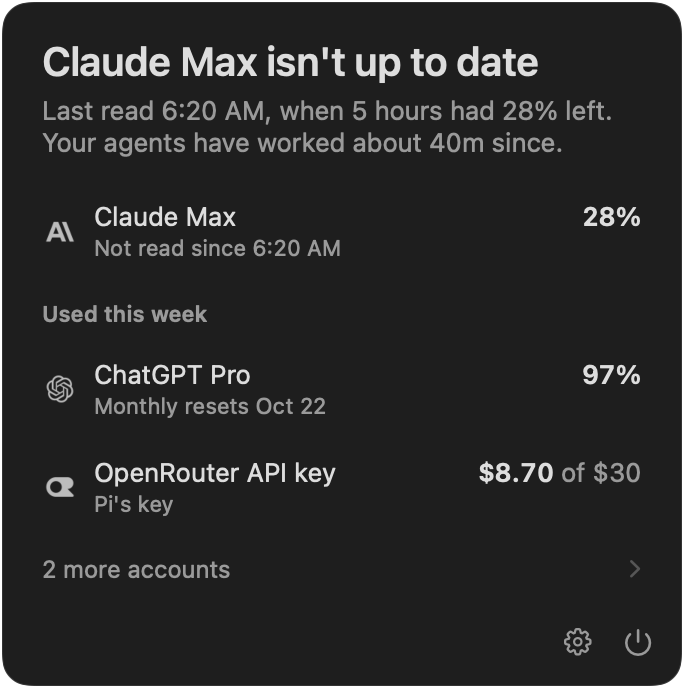 Claude Max isn't up to date
Last read 6:20 AM, when 5 hours had 28% left.
Your agents have worked about 40m since.
Claude Max 28%
Not read since 6:20 AM
Used this week
ChatGPT Pro 97%
Monthly resets Oct 22
OpenRouter API key $8.70 of $30
Pi's key
2 more accounts